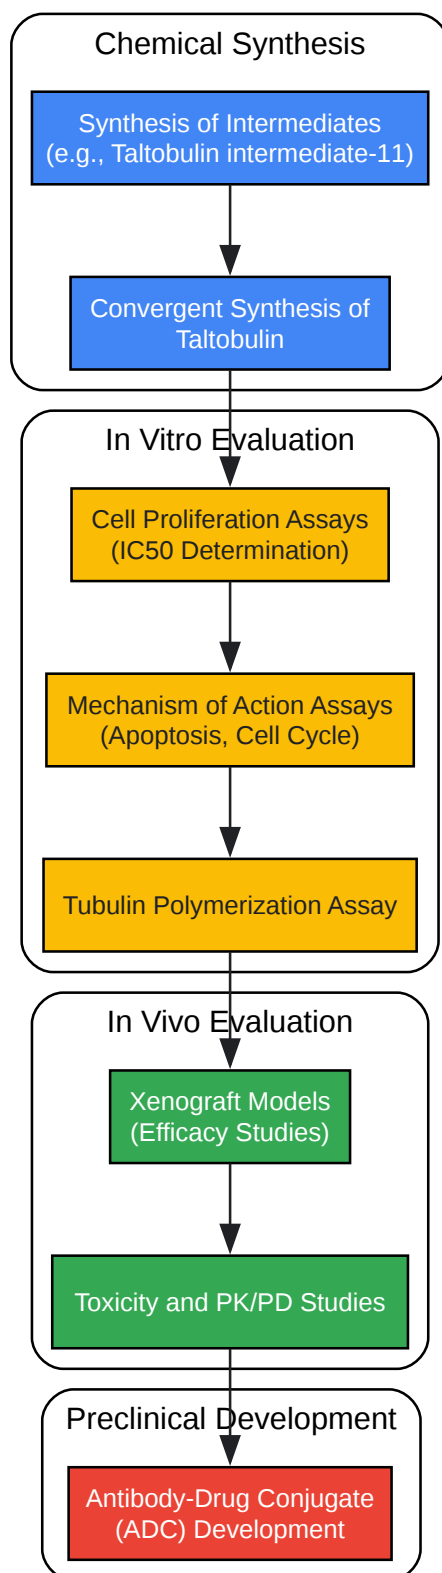 Chemical Synthesis
Synthesis of Intermediates
(e.g., Taltobulin intermediate-11)
Convergent Synthesis of
Taltobulin
In Vitro Evaluation
Cell Proliferation Assays
(IC50 Determination)
Mechanism of Action Assays
(Apoptosis, Cell Cycle)
Tubulin Polymerization Assay
In Vivo Evaluation
Xenograft Models
(Efficacy Studies)
Toxicity and PK/PD Studies
Preclinical Development
Antibody-Drug Conjugate
(ADC) Development